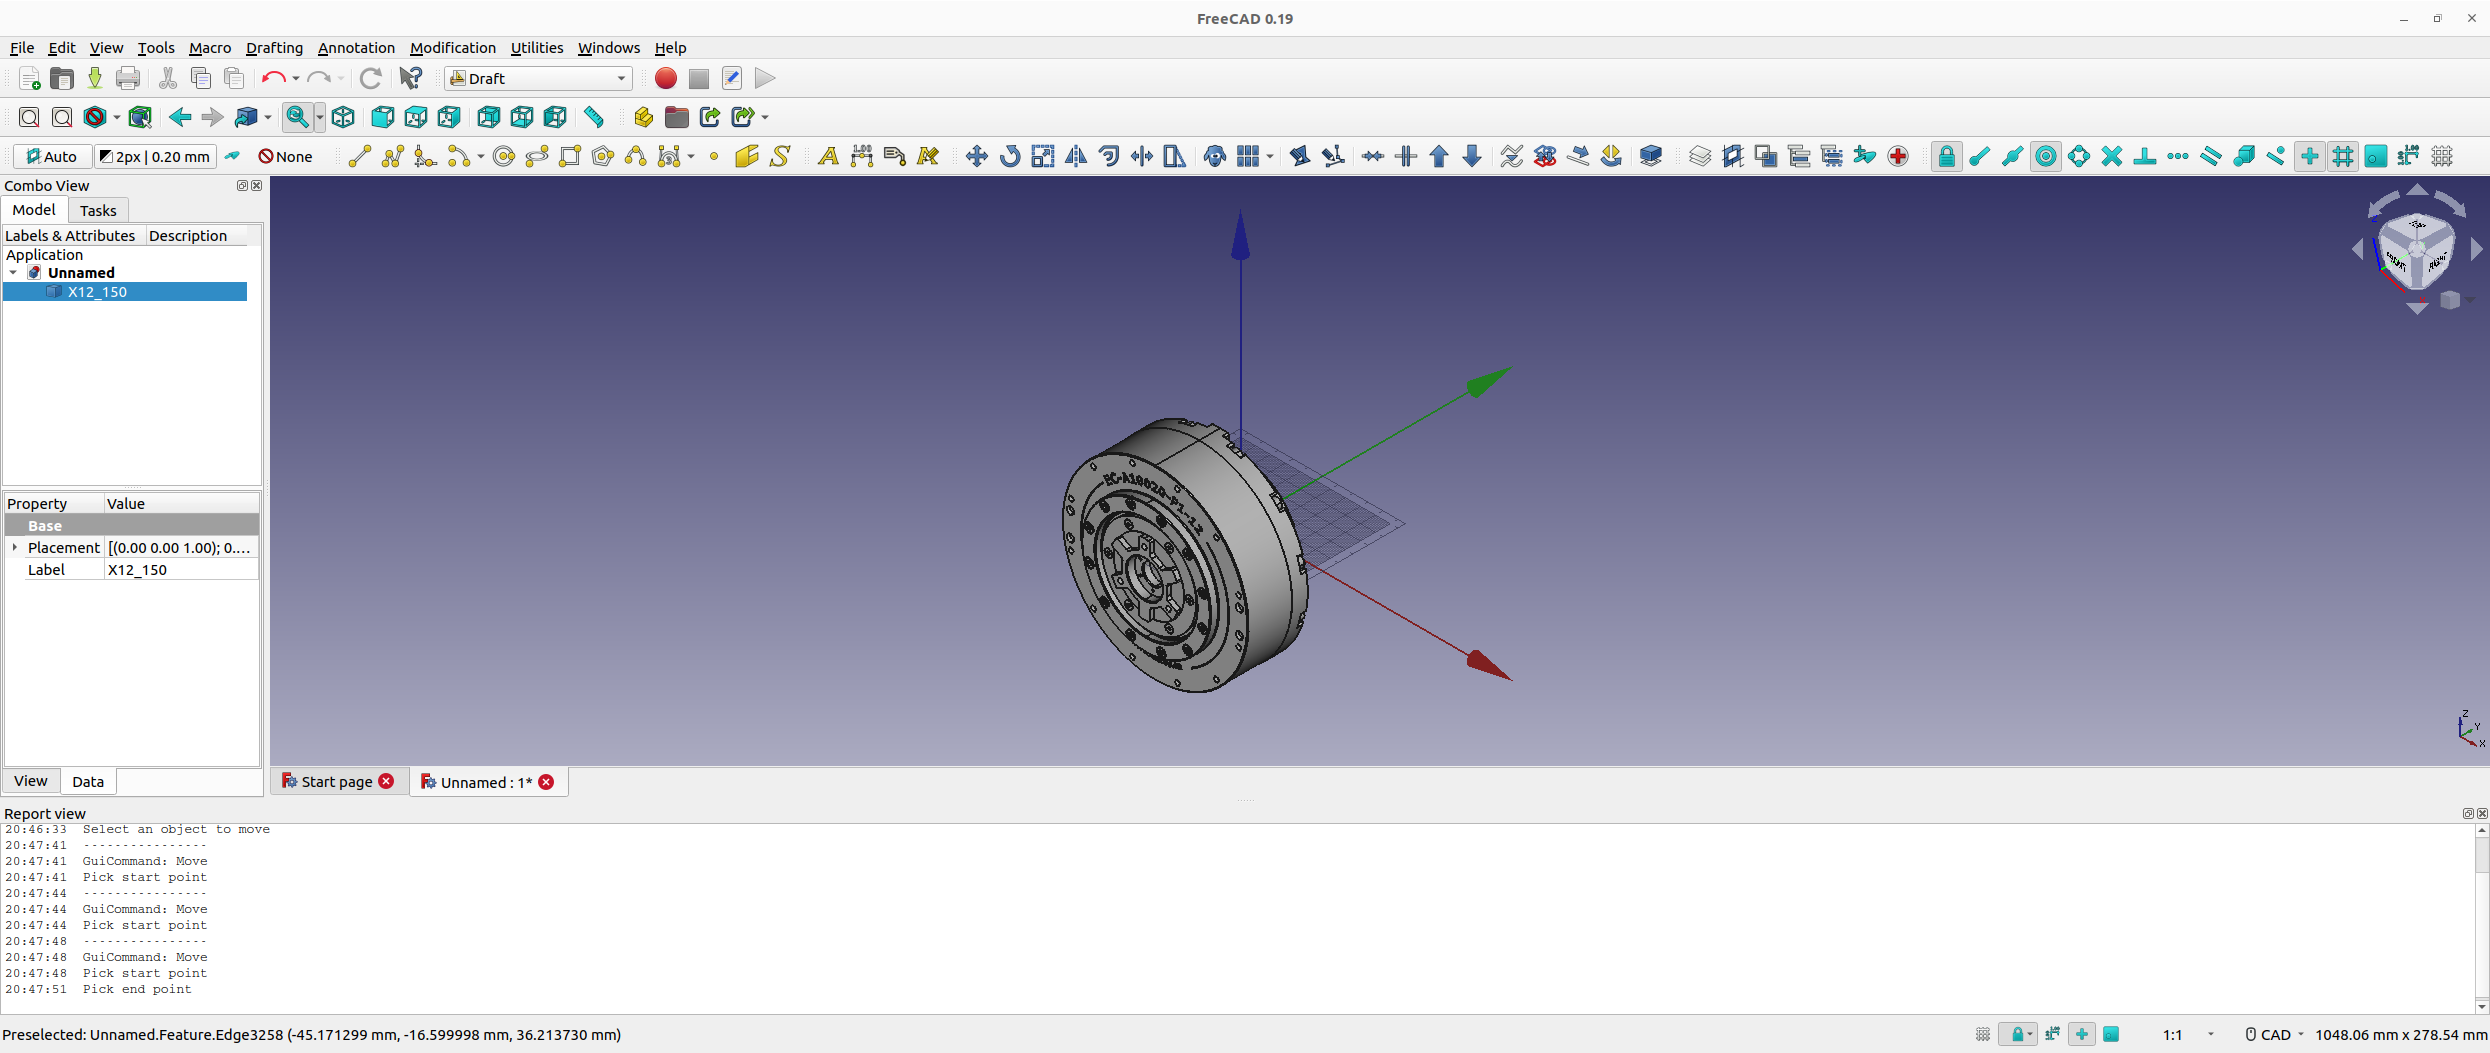 FreeCAD 0.19
File Edit View Tools Macro Drafting Annotation Modification Utilities Windows Help
Draft
Auto 2px | 0.20 mm None
Combo View
Model Tasks
Labels & Attributes Description
Application
Unnamed
X12_150
Property Value
Base
Placement [(0.00 0.00 1.00); 0....
Label X12_150
View Data
EC-A10020-P1-12
FRONT RIGHT
Z
Y
X
Start page Unnamed : 1*
Report view
20:46:33 Select an object to move
20:47:41 ----------------
20:47:41 GuiCommand: Move
20:47:41 Pick start point
20:47:44 ----------------
20:47:44 GuiCommand: Move
20:47:44 Pick start point
20:47:48 ----------------
20:47:48 GuiCommand: Move
20:47:48 Pick start point
20:47:51 Pick end point
Preselected: Unnamed.Feature.Edge3258 (-45.171299 mm, -16.599998 mm, 36.213730 mm)
1:1 CAD 1048.06 mm x 278.54 mm